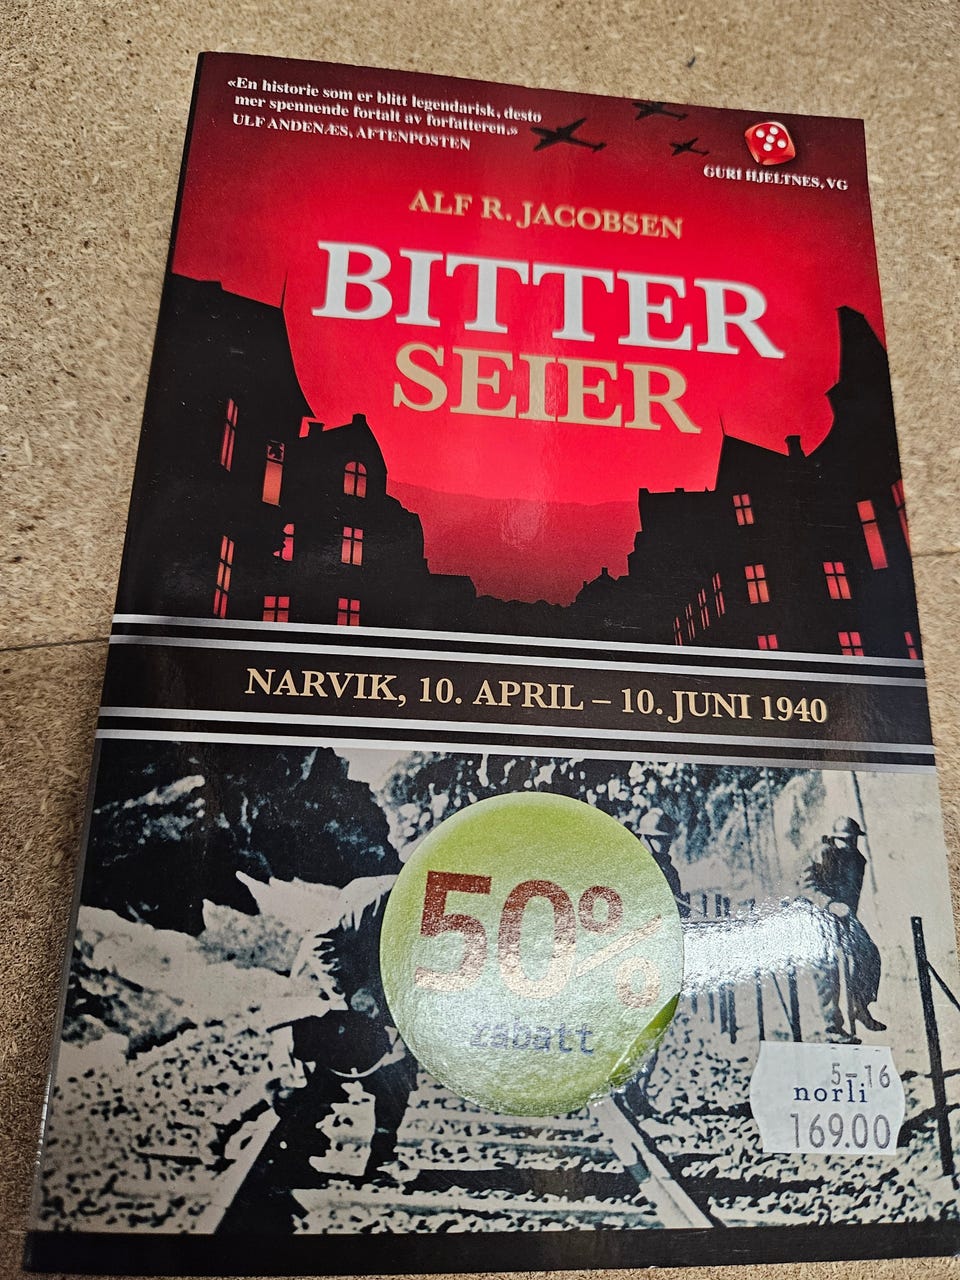 «En historie som er blitt legendarisk, desto
mer spennende fortalt av forfatteren.»
ULF ANDENÆS, AFTENPOSTEN
GURI HJELTNES, VG
ALF R. JACOBSEN
BITTER
SEIER
NARVIK, 10. APRIL – 10. JUNI 1940
50%
rabatt
5-16
norli
169.00